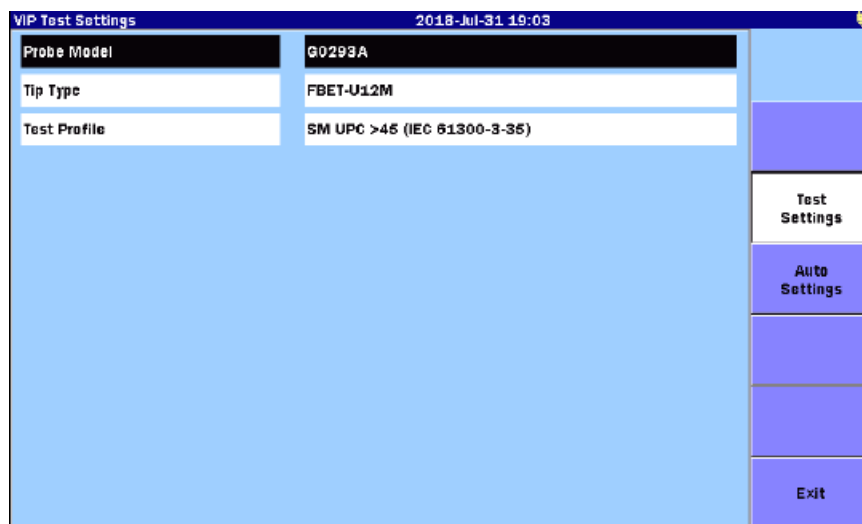 VIP Test Settings 2018-Jul-31 19:03
Probe Model G0293A
Tip Type FBET-U12M
Test Profile SM UPC >45 (IEC 61300-3-35)
Test
Settings
Auto
Settings
Exit